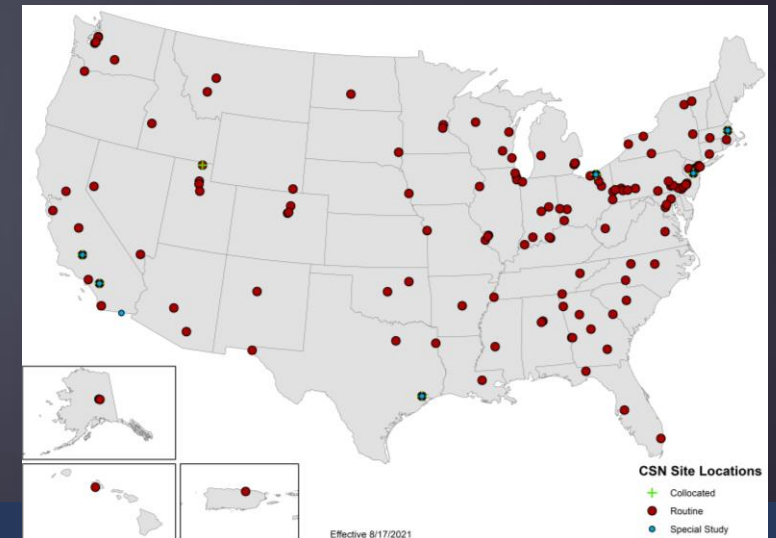 CSN Site Locations
Collocated
Routine
Special Study
Effective 8/17/2021